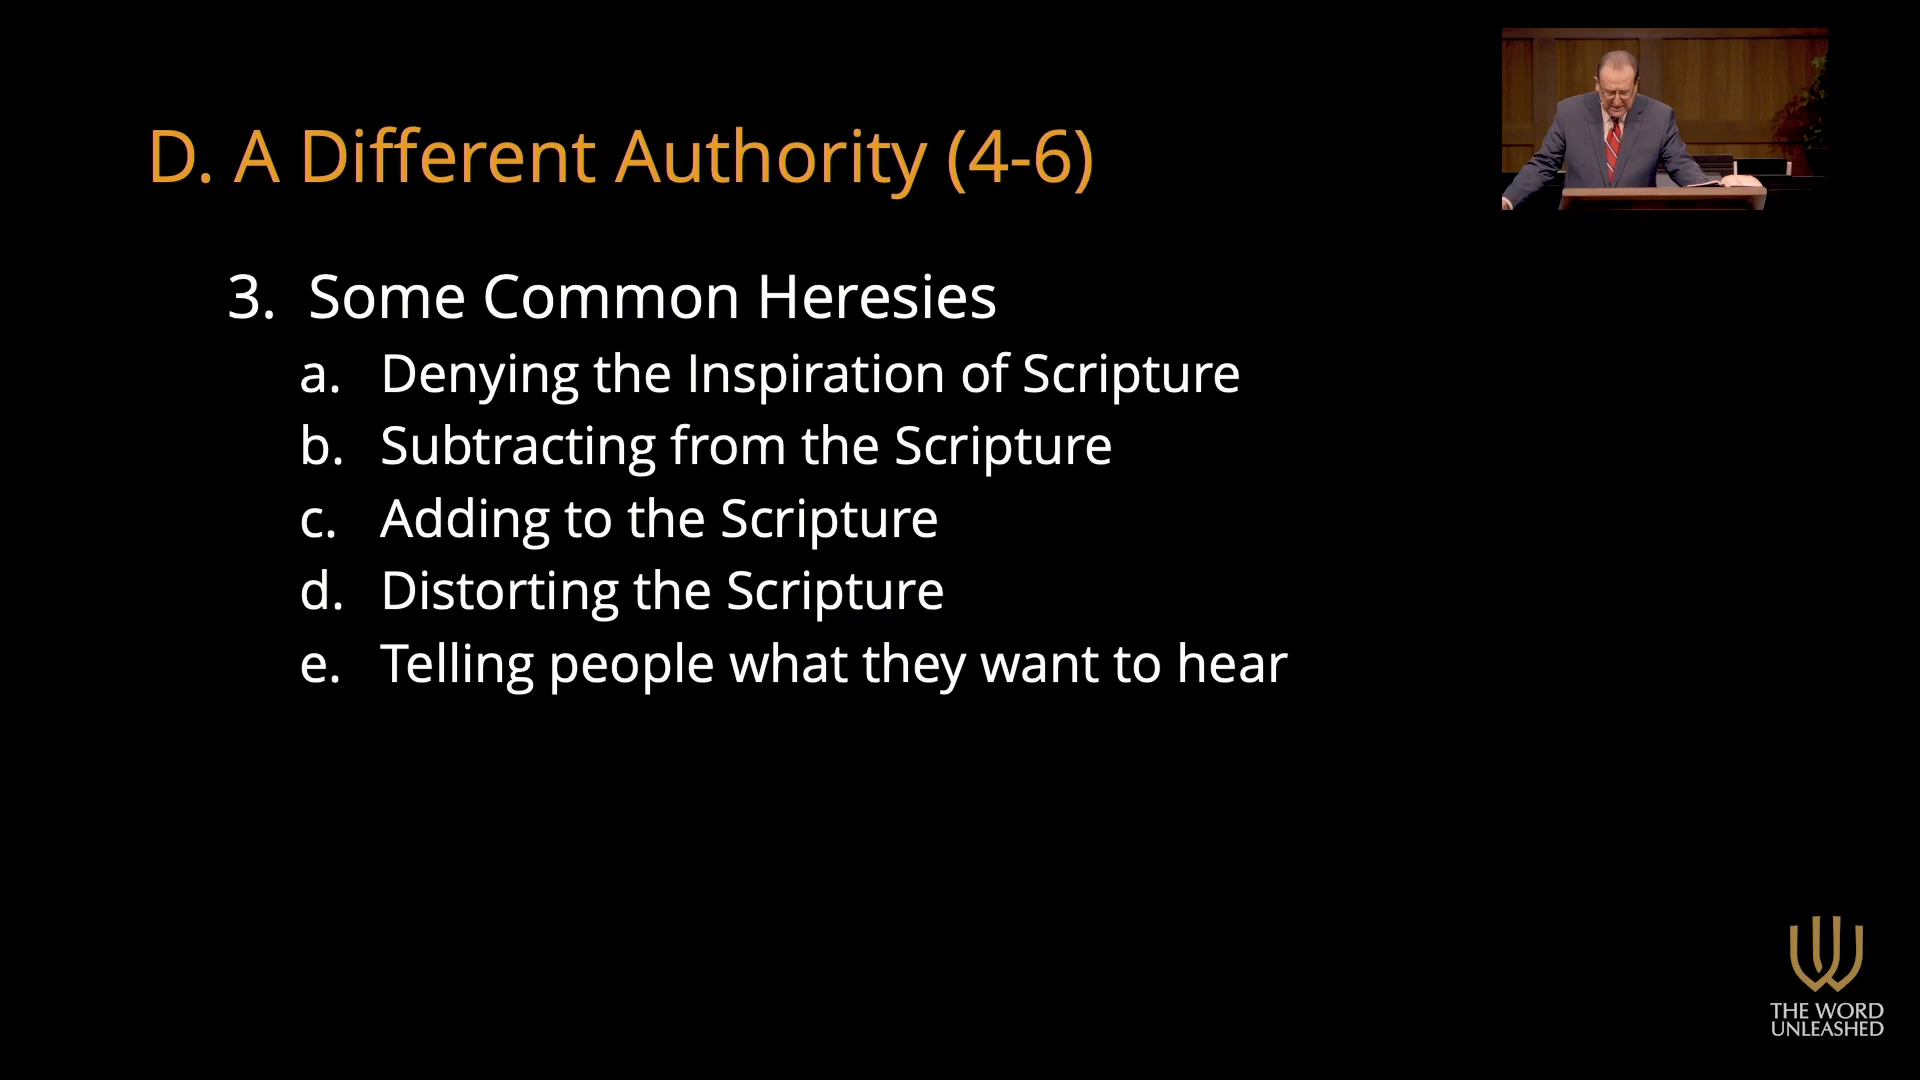 D. A Different Authority (4-6)
3. Some Common Heresies
a. Denying the Inspiration of Scripture
b. Subtracting from the Scripture
c. Adding to the Scripture
d. Distorting the Scripture
e. Telling people what they want to hear
THE WORD
UNLEASHED